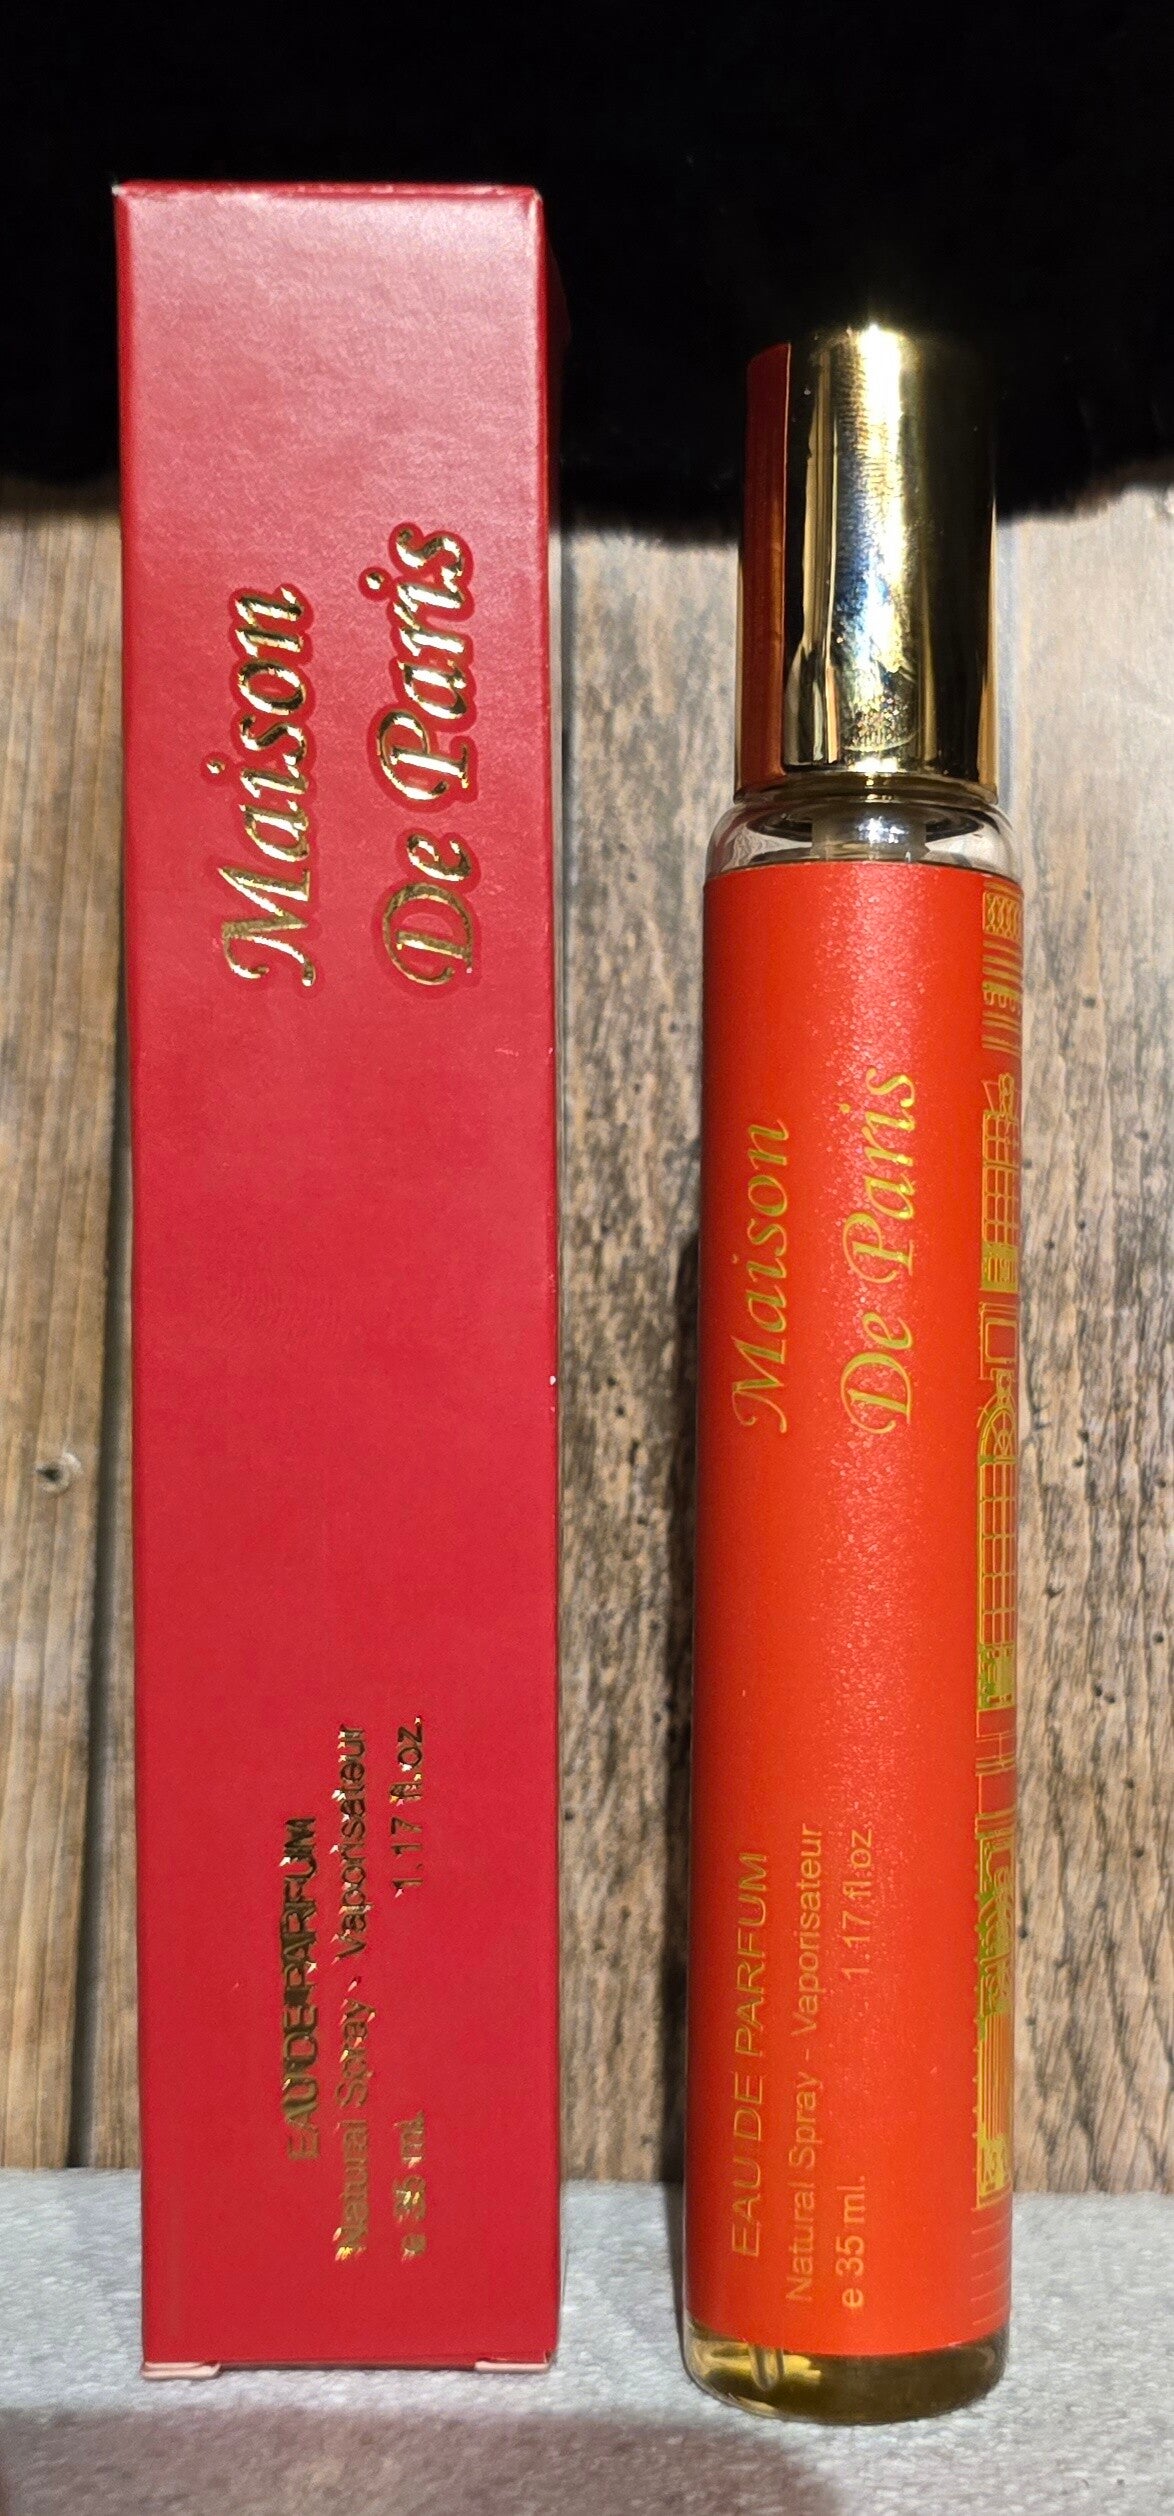 Maison
De Paris
EAU DE PARFUM
Natural Spray - Vaporisateur
e 35 ml. 1.17 fl.oz.
Maison
De Paris
EAU DE PARFUM
Natural Spray - Vaporisateur
e 35 ml. 1.17 fl.oz